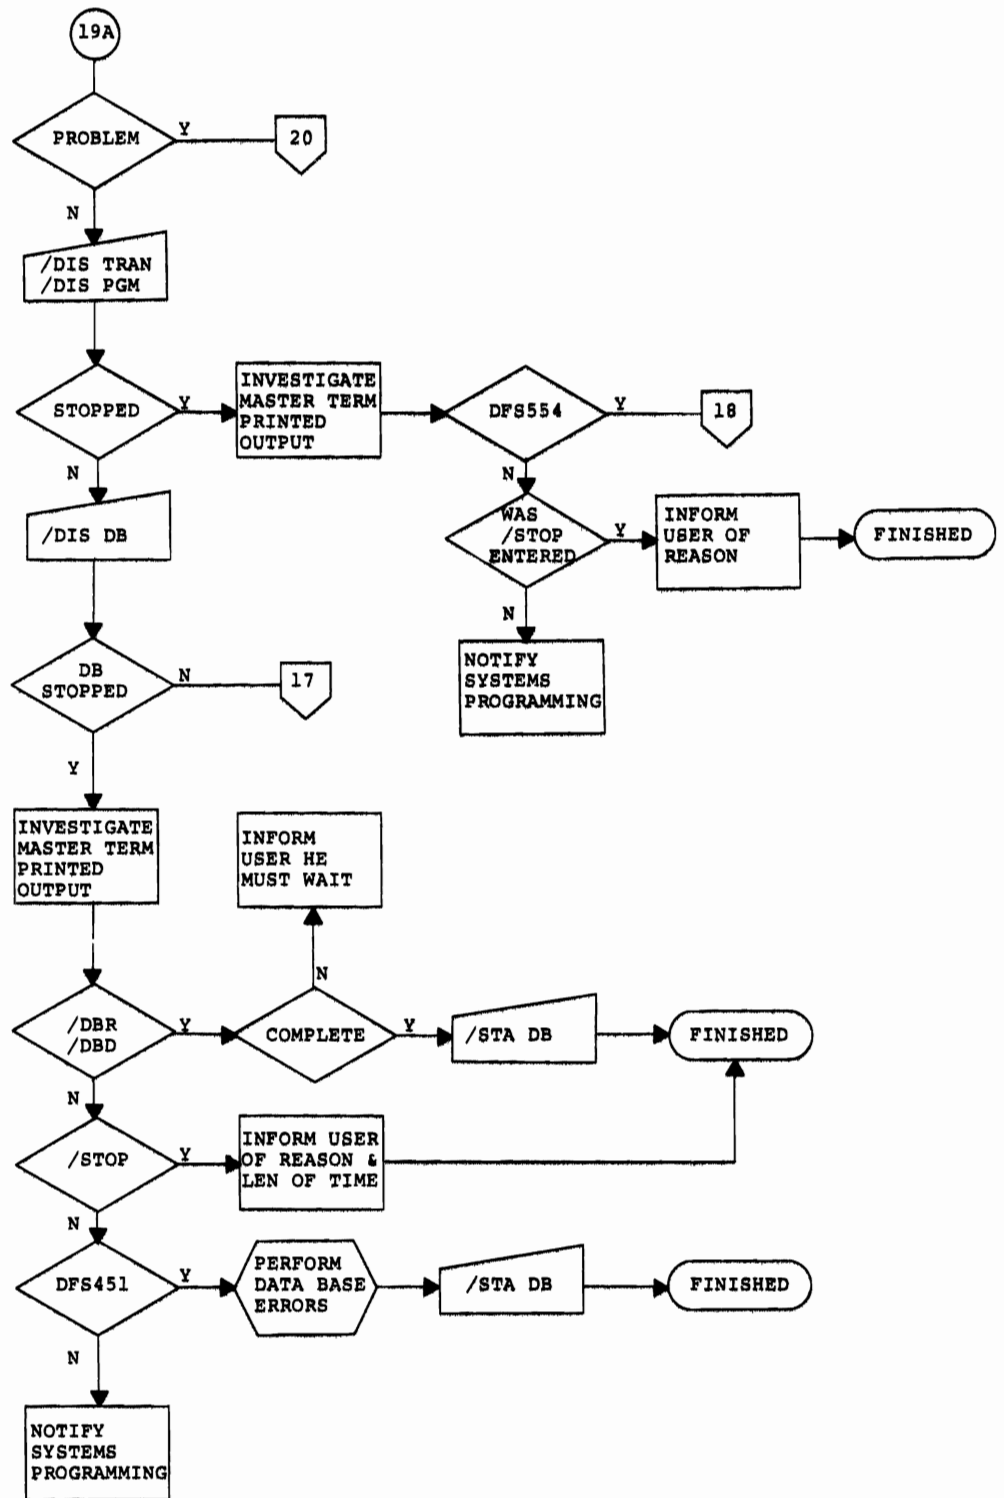 19A
PROBLEM
Y
20
N
/DIS TRAN
/DIS PGM
STOPPED
Y
INVESTIGATE
MASTER TERM
PRINTED
OUTPUT
DFS554
Y
18
N
/DIS DB
N
WAS
/STOP
ENTERED
Y
INFORM
USER OF
REASON
FINISHED
N
NOTIFY
SYSTEMS
PROGRAMMING
DB
STOPPED
N
17
Y
INVESTIGATE
MASTER TERM
PRINTED
OUTPUT
INFORM
USER HE
MUST WAIT
N
/DBR
/DBD
Y
COMPLETE
Y
/STA DB
FINISHED
N
/STOP
Y
INFORM USER
OF REASON &
LEN OF TIME
N
DFS451
Y
PERFORM
DATA BASE
ERRORS
/STA DB
FINISHED
N
NOTIFY
SYSTEMS
PROGRAMMING